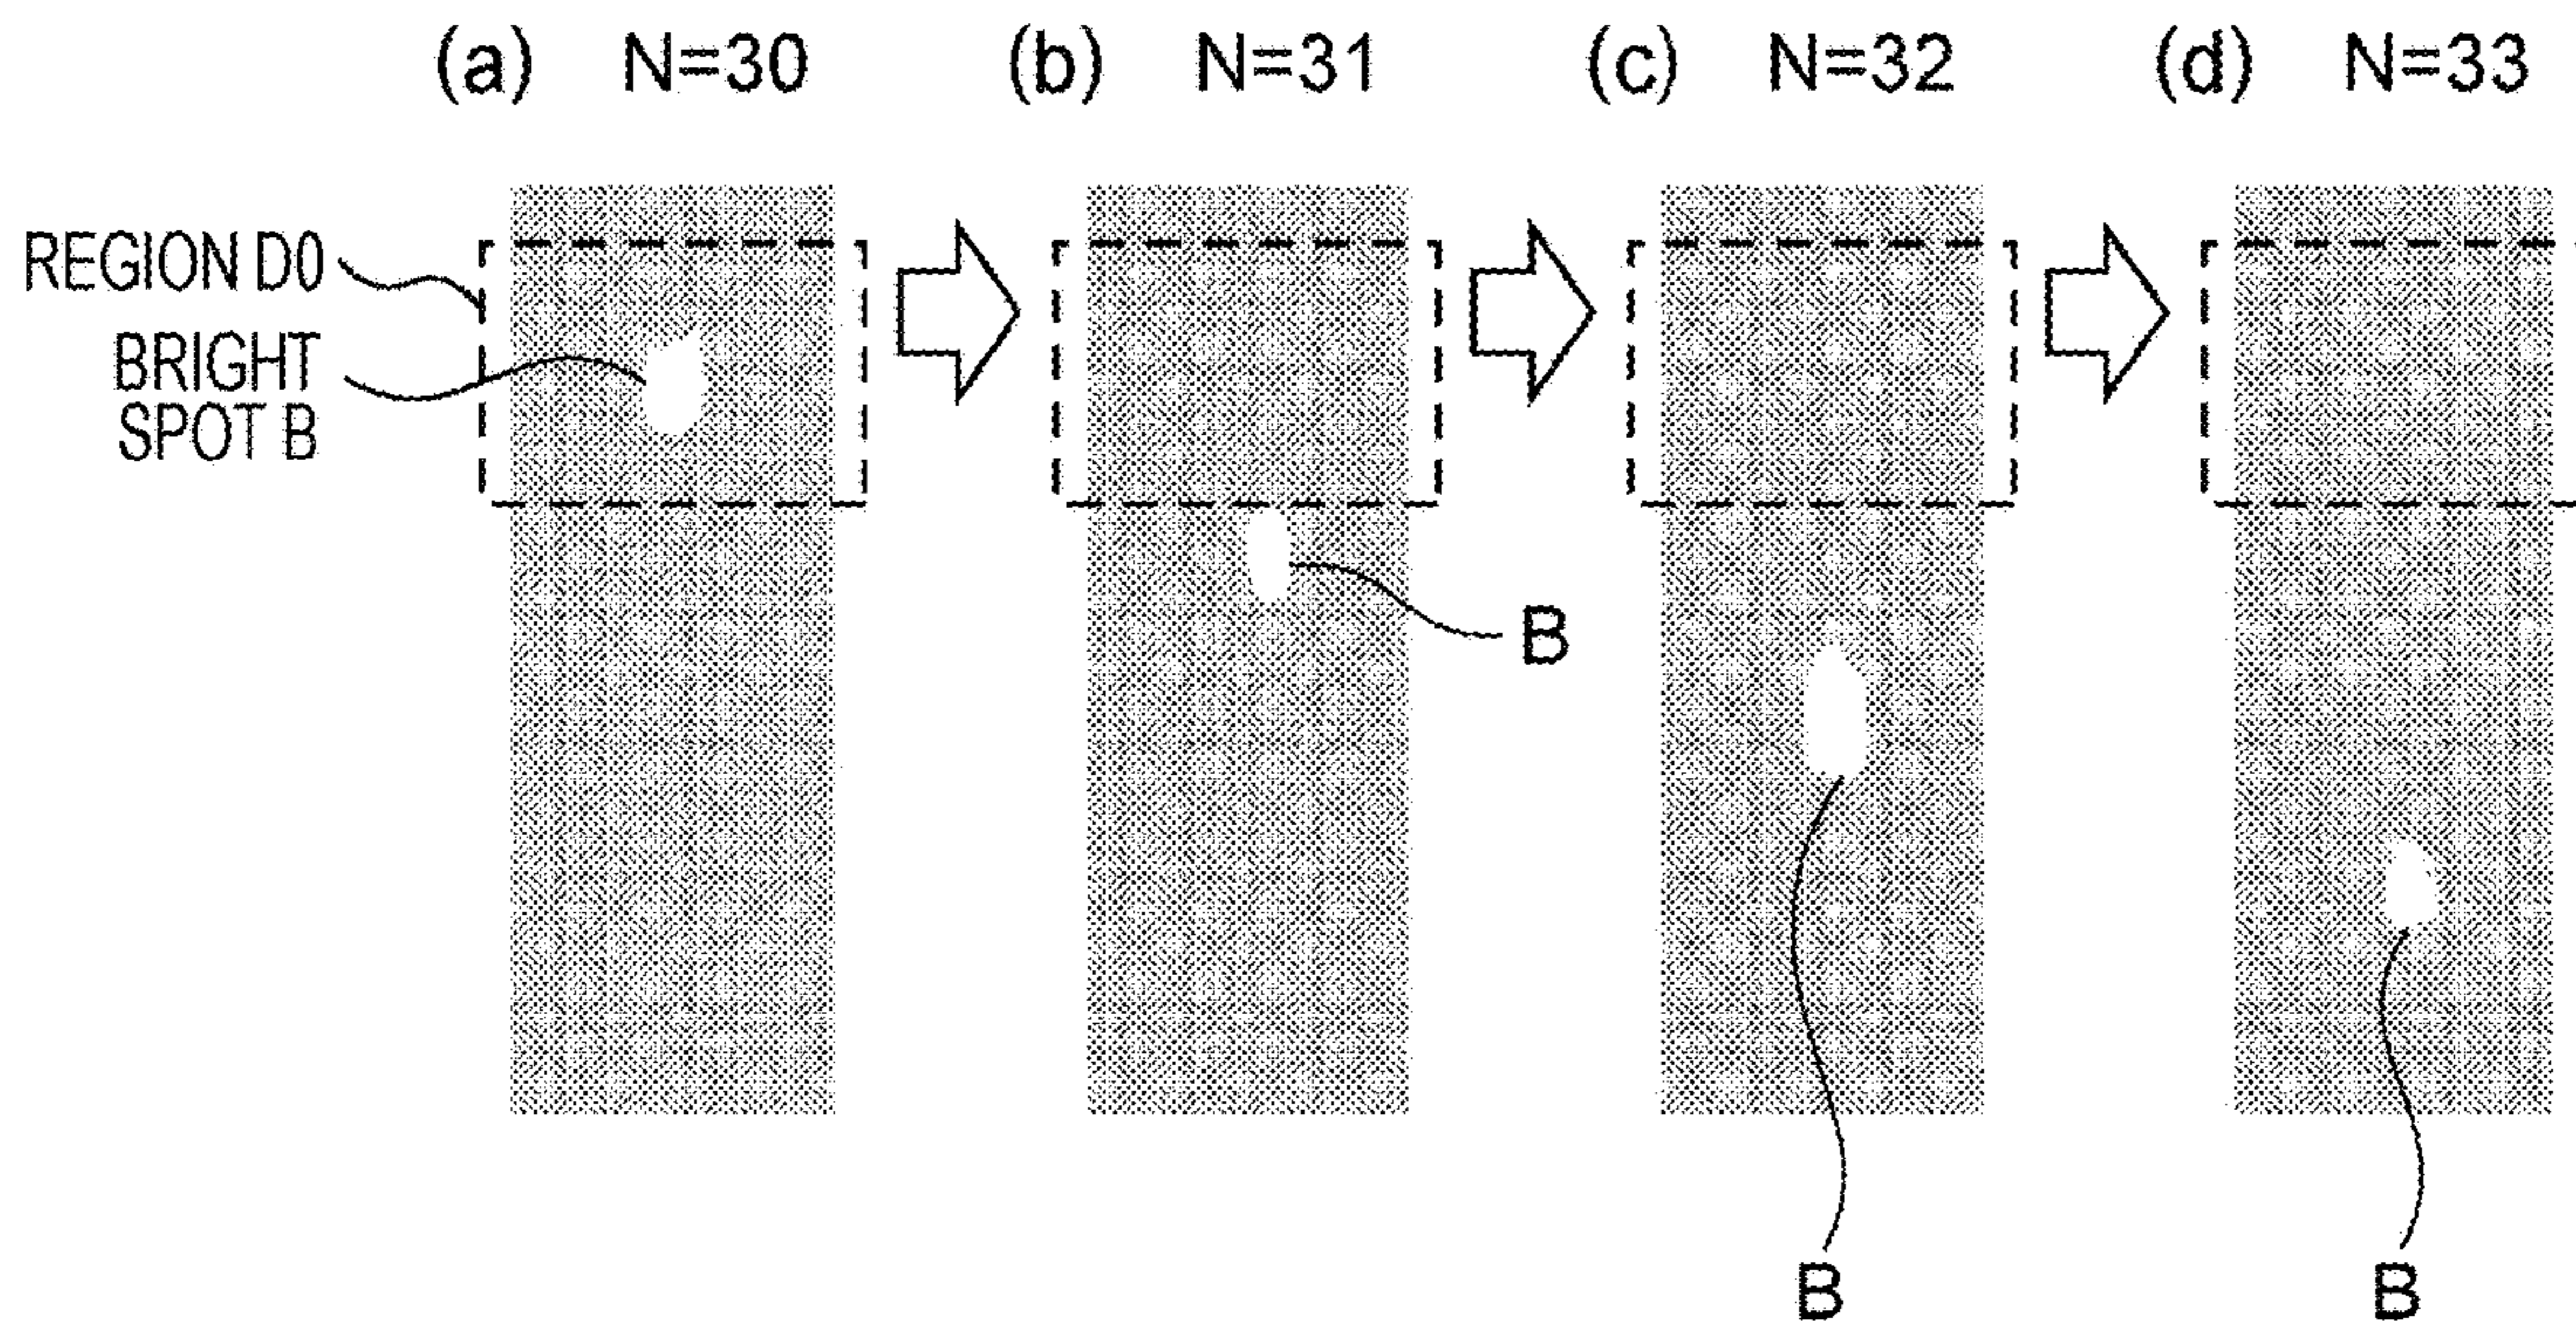 (a) N=30 (b) N=31 (c) N=32 (d) N=33
REGION D0
BRIGHT
SPOT B
B
B
B